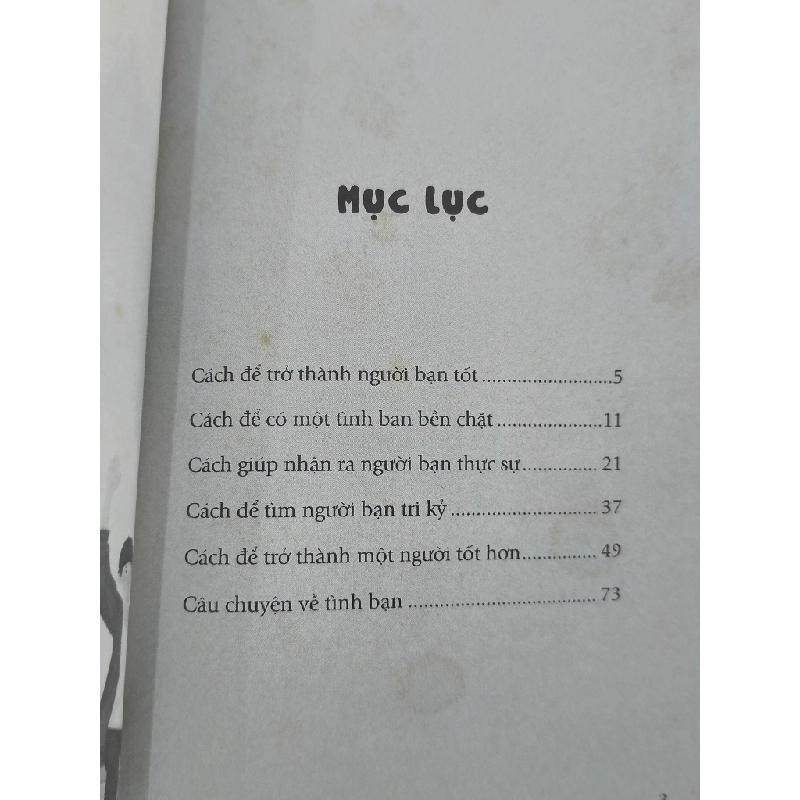 Mục lục
Cách để trở thành người bạn tốt..........................5
Cách để có một tình bạn bền chặt.....................11
Cách giúp nhận ra người bạn thực sự............... 21
Cách để tìm người bạn tri kỷ............................. 37
Cách để trở thành một người tốt hơn............... 49
Câu chuyện về tình bạn ..................................... 73